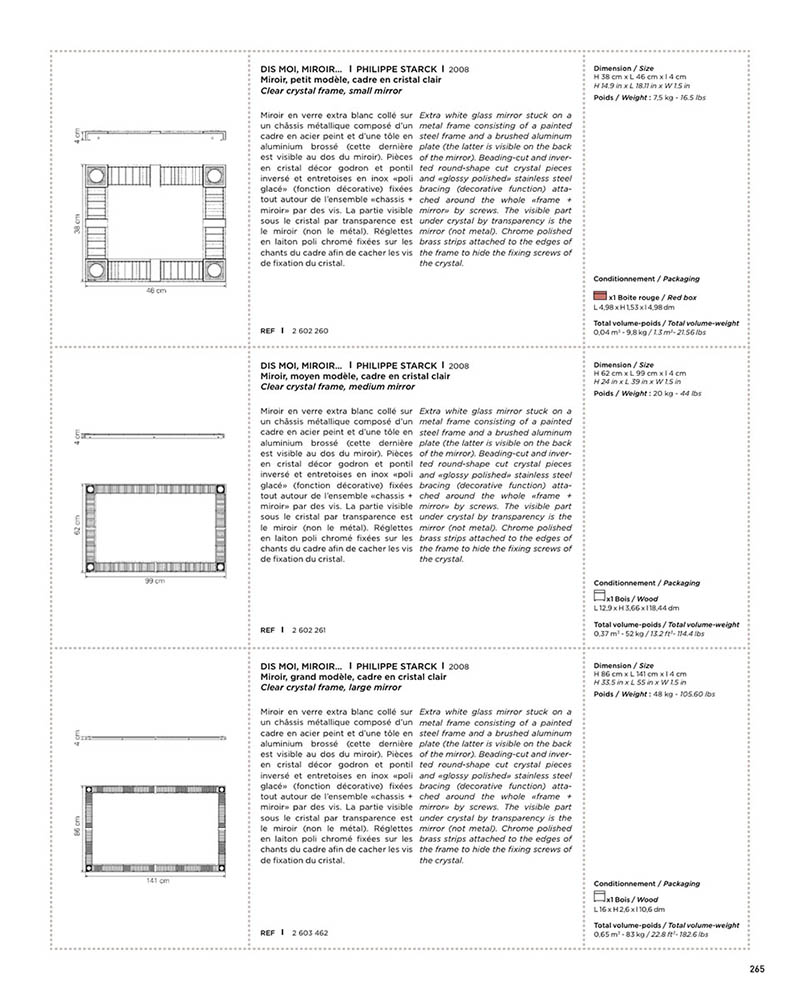 4 cm
38 cm
46 cm
DIS MOI, MIROIR... I PHILIPPE STARCK I 2008
Miroir, petit modèle, cadre en cristal clair
Clear crystal frame, small mirror
Miroir en verre extra blanc collé sur
un châssis métallique composé d'un
cadre en acier peint et d'une tôle en
aluminium brossé (cette dernière
est visible au dos du miroir). Pièces
en cristal décor godron et pontil
inversé et entretoises en inox «poli
glacé» (fonction décorative) fixées
tout autour de l'ensemble «chassis +
miroir» par des vis. La partie visible
sous le cristal par transparence est
le miroir (non le métal). Réglettes
en laiton poli chromé fixées sur les
chants du cadre afin de cacher les vis
de fixation du cristal.
Extra white glass mirror stuck on a
metal frame consisting of a painted
steel frame and a brushed aluminum
plate (the latter is visible on the back
of the mirror). Beading-cut and inver-
ted round-shape cut crystal pieces
and «glossy polished» stainless steel
bracing (decorative function) atta-
ched around the whole «frame +
mirror» by screws. The visible part
under crystal by transparency is the
mirror (not metal). Chrome polished
brass strips attached to the edges of
the frame to hide the fixing screws of
the crystal.
REF I 2 602 260
Dimension / Size
H 38 cm x L 46 cm x l 4 cm
H 14.9 in x L 18.11 in x W 1.5 in
Poids / Weight : 7,5 kg - 16.5 lbs
Conditionnement / Packaging
x1 Boite rouge / Red box
L 4,98 x H 1,53 x l 4,98 dm
Total volume-poids / Total volume-weight
0,04 m³ - 9,8 kg / 1.3 m³- 21.56 lbs
4 cm
62 cm
99 cm
DIS MOI, MIROIR... I PHILIPPE STARCK I 2008
Miroir, moyen modèle, cadre en cristal clair
Clear crystal frame, medium mirror
Miroir en verre extra blanc collé sur
un châssis métallique composé d'un
cadre en acier peint et d'une tôle en
aluminium brossé (cette dernière
est visible au dos du miroir). Pièces
en cristal décor godron et pontil
inversé et entretoises en inox «poli
glacé» (fonction décorative) fixées
tout autour de l'ensemble «chassis +
miroir» par des vis. La partie visible
sous le cristal par transparence est
le miroir (non le métal). Réglettes
en laiton poli chromé fixées sur les
chants du cadre afin de cacher les vis
de fixation du cristal.
Extra white glass mirror stuck on a
metal frame consisting of a painted
steel frame and a brushed aluminum
plate (the latter is visible on the back
of the mirror). Beading-cut and inver-
ted round-shape cut crystal pieces
and «glossy polished» stainless steel
bracing (decorative function) atta-
ched around the whole «frame +
mirror» by screws. The visible part
under crystal by transparency is the
mirror (not metal). Chrome polished
brass strips attached to the edges of
the frame to hide the fixing screws of
the crystal.
REF I 2 602 261
Dimension / Size
H 62 cm x L 99 cm x l 4 cm
H 24 in x L 39 in x W 1.5 in
Poids / Weight : 20 kg - 44 lbs
Conditionnement / Packaging
x1 Bois / Wood
L 12,9 x H 3,66 x l 18,44 dm
Total volume-poids / Total volume-weight
0,37 m³ - 52 kg / 13.2 ft³- 114.4 lbs
4 cm
86 cm
141 cm
DIS MOI, MIROIR... I PHILIPPE STARCK I 2008
Miroir, grand modèle, cadre en cristal clair
Clear crystal frame, large mirror
Miroir en verre extra blanc collé sur
un châssis métallique composé d'un
cadre en acier peint et d'une tôle en
aluminium brossé (cette dernière
est visible au dos du miroir). Pièces
en cristal décor godron et pontil
inversé et entretoises en inox «poli
glacé» (fonction décorative) fixées
tout autour de l'ensemble «chassis +
miroir» par des vis. La partie visible
sous le cristal par transparence est
le miroir (non le métal). Réglettes
en laiton poli chromé fixées sur les
chants du cadre afin de cacher les vis
de fixation du cristal.
Extra white glass mirror stuck on a
metal frame consisting of a painted
steel frame and a brushed aluminum
plate (the latter is visible on the back
of the mirror). Beading-cut and inver-
ted round-shape cut crystal pieces
and «glossy polished» stainless steel
bracing (decorative function) atta-
ched around the whole «frame +
mirror» by screws. The visible part
under crystal by transparency is the
mirror (not metal). Chrome polished
brass strips attached to the edges of
the frame to hide the fixing screws of
the crystal.
REF I 2 603 462
Dimension / Size
H 86 cm x L 141 cm x l 4 cm
H 33.5 in x L 55 in x W 1.5 in
Poids / Weight : 48 kg - 105.60 lbs
Conditionnement / Packaging
x1 Bois / Wood
L 16 x H 2,6 x l 10,6 dm
Total volume-poids / Total volume-weight
0,65 m³ - 83 kg / 22.8 ft³- 182.6 lbs
265